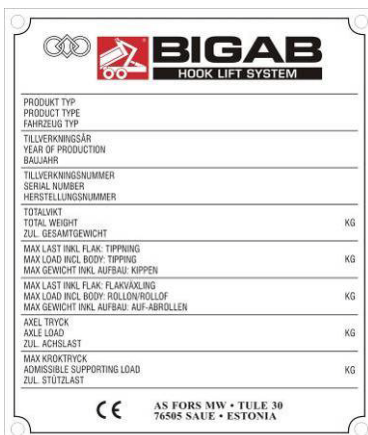 BIGAB
HOOK LIFT SYSTEM
PRODUKT TYP
PRODUCT TYPE
FAHRZEUG TYP
TILLVERKNINGSÅR
YEAR OF PRODUCTION
BAUJAHR
TILLVERKNINGSNUMMER
SERIAL NUMBER
HERSTELLUNGSNUMMER
TOTALVIKT
TOTAL WEIGHT KG
ZUL. GESAMTGEWICHT
MAX LAST INKL FLAK: TIPPNING
MAX LOAD INCL BODY: TIPPING KG
MAX GEWICHT INKL AUFBAU: KIPPEN
MAX LAST INKL FLAK: FLAKVÄXLING
MAX LOAD INCL BODY: ROLLON/ROLLOF KG
MAX GEWICHT INKL AUFBAU: AUF-ABROLLEN
AXEL TRYCK
AXLE LOAD KG
ZUL. ACHSLAST
MAX KROKTRYCK
ADMISSIBLE SUPPORTING LOAD KG
ZUL. STÜTZLAST
CE AS FORS MW • TULE 30
76505 SAUE • ESTONIA